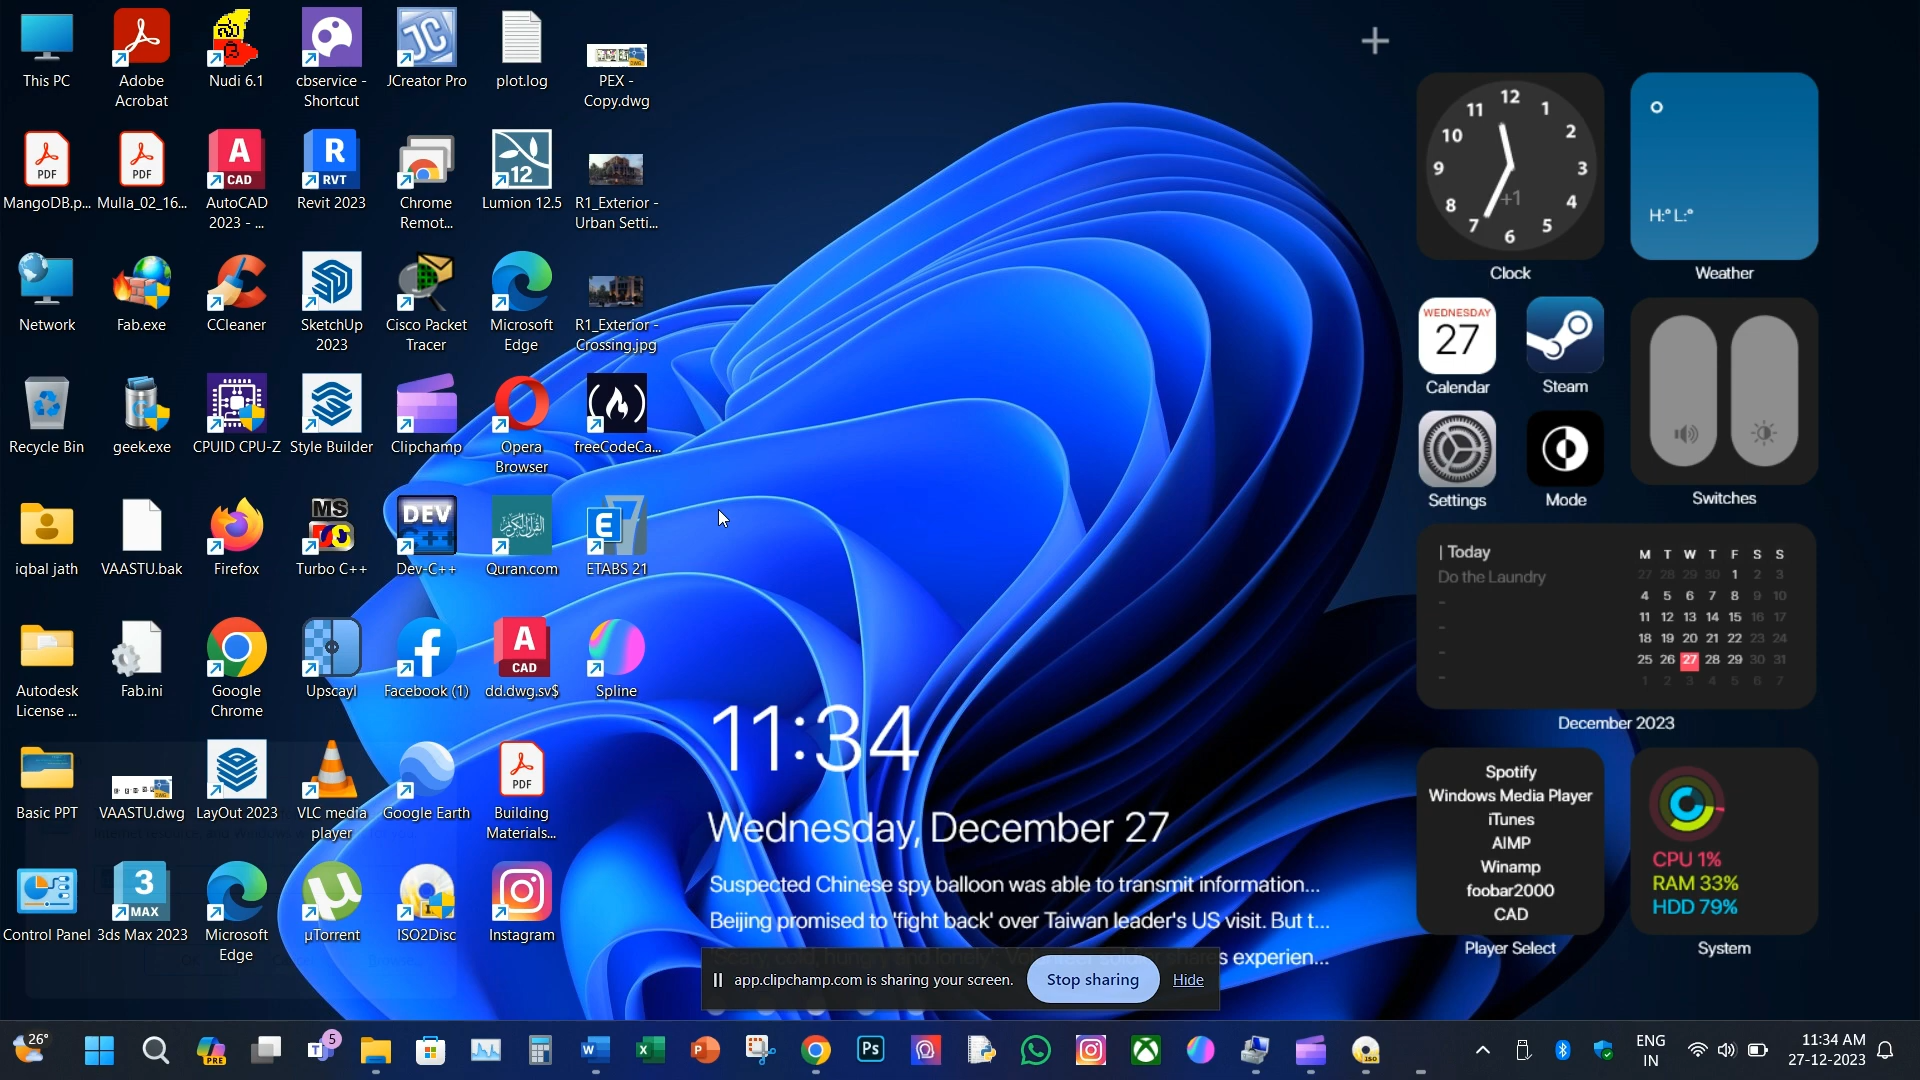 This PC
Adobe
Acrobat
Nudi 6.1
cbservice -
Shortcut
JCreator Pro
plot.log
PEX -
Copy.dwg
MangoDB.p...
Mulla_02_16...
AutoCAD
2023 - ...
Revit 2023
Chrome
Remot...
Lumion 12.5
R1_Exterior -
Urban Setti...
Network
Fab.exe
CCleaner
SketchUp
2023
Cisco Packet
Tracer
Microsoft
Edge
R1_Exterior -
Crossing.jpg
Recycle Bin
geek.exe
CPUID CPU-Z
Style Builder
Clipchamp
Opera
Browser
freeCodeCa...
iqbal jath
VAASTU.bak
Firefox
Turbo C++
Dev-C++
Quran.com
ETABS 21
Autodesk
License ...
Fab.ini
Google
Chrome
Upscayl
Facebook (1)
dd.dwg.sv$
Spline
Basic PPT
VAASTU.dwg
LayOut 2023
VLC media
player
Google Earth
Building
Materials...
Control Panel
3ds Max 2023
Microsoft
Edge
µTorrent
ISO2Disc
Instagram
11:34
Wednesday, December 27
Suspected Chinese spy balloon was able to transmit information...
Beijing promised to 'fight back' over Taiwan leader's US visit. But t...
app.clipchamp.com is sharing your screen.
Stop sharing
Hide
12 1 2 3 4 5 6 7 8 9 10 11
+1
Clock
H:° L:°
Weather
WEDNESDAY
27
Calendar
Steam
Settings
Mode
Switches
| Today
Do the Laundry
M T W T F S S
27 28 29 30 1 2 3
4 5 6 7 8 9 10
11 12 13 14 15 16 17
18 19 20 21 22 23 24
25 26 27 28 29 30 31
1 2 3 4 5 6 7
December 2023
Spotify
Windows Media Player
iTunes
AIMP
Winamp
foobar2000
CAD
Player Select
CPU 1%
RAM 33%
HDD 79%
System
26°
PRE
5
ENG
IN
11:34 AM
27-12-2023